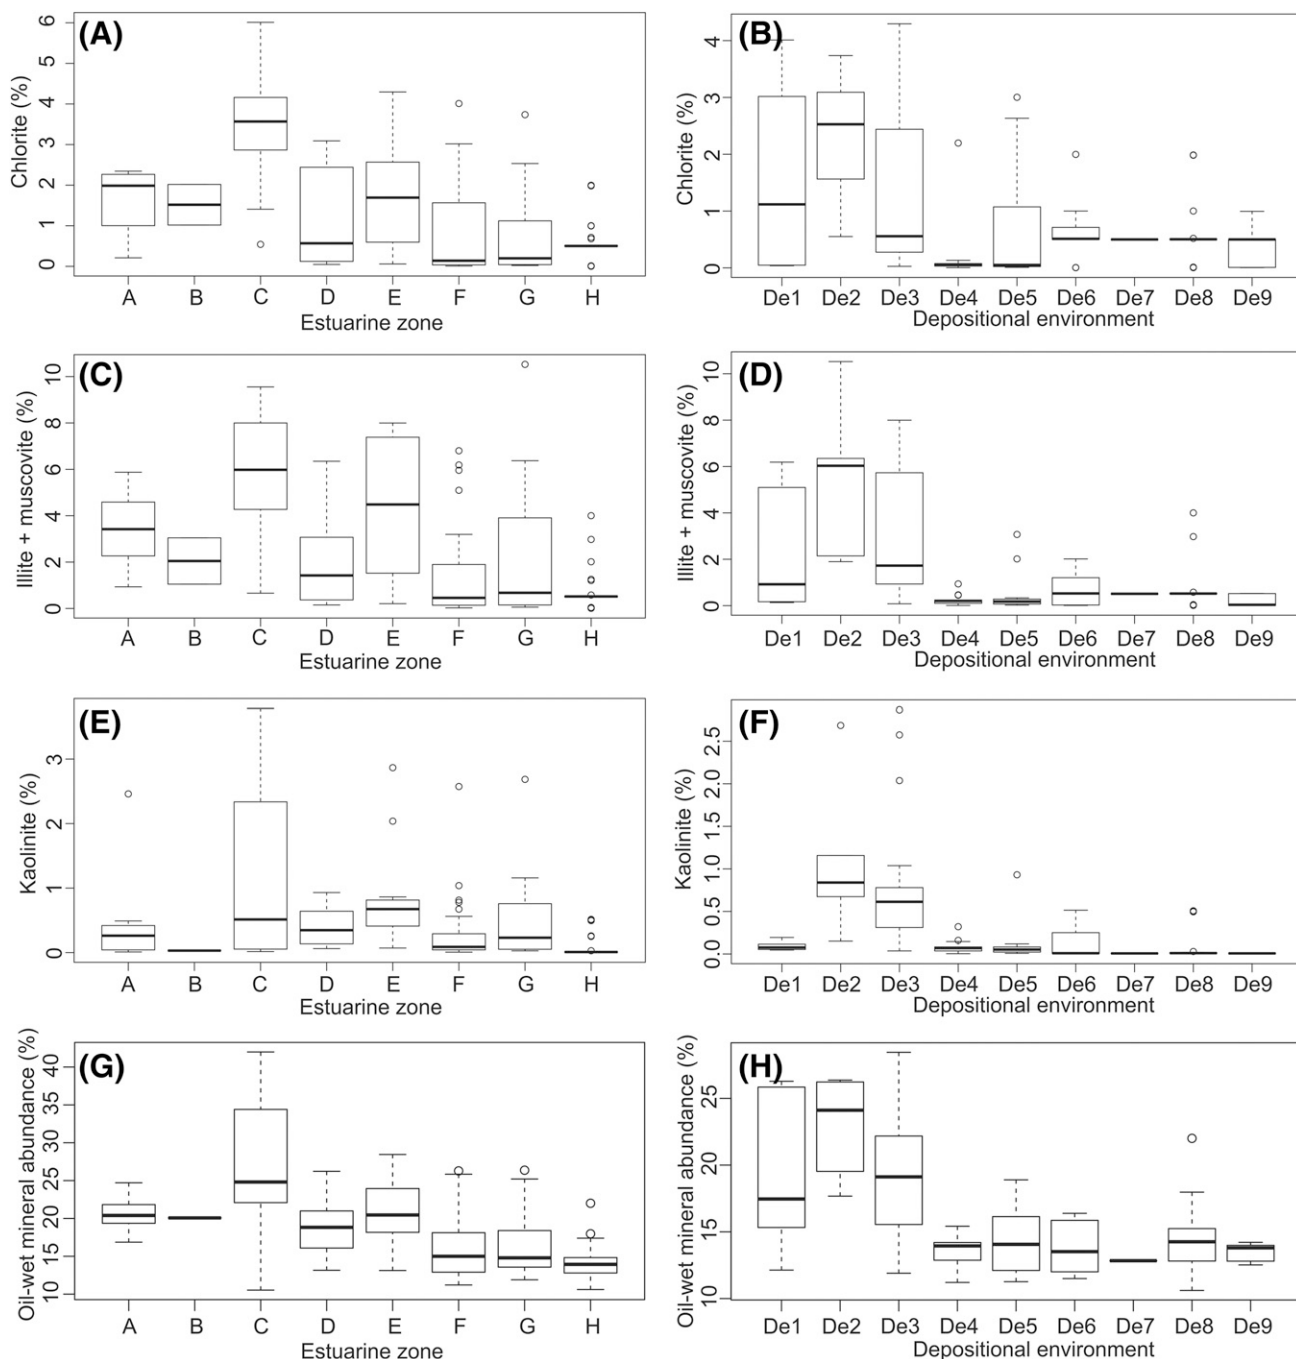 (A)
Chlorite (%)
0 1 2 3 4 5 6
A B C D E F G H
Estuarine zone
(B)
Chlorite (%)
0 1 2 3 4
De1 De2 De3 De4 De5 De6 De7 De8 De9
Depositional environment
(C)
Illite + muscovite (%)
0 2 4 6 8 10
A B C D E F G H
Estuarine zone
(D)
Illite + muscovite (%)
0 2 4 6 8 10
De1 De2 De3 De4 De5 De6 De7 De8 De9
Depositional environment
(E)
Kaolinite (%)
0 1 2 3
A B C D E F G H
Estuarine zone
(F)
Kaolinite (%)
0.0 0.5 1.0 1.5 2.0 2.5
De1 De2 De3 De4 De5 De6 De7 De8 De9
Depositional environment
(G)
Oil-wet mineral abundance (%)
10 15 20 25 30 35 40
A B C D E F G H
Estuarine zone
(H)
Oil-wet mineral abundance (%)
10 15 20 25
De1 De2 De3 De4 De5 De6 De7 De8 De9
Depositional environment